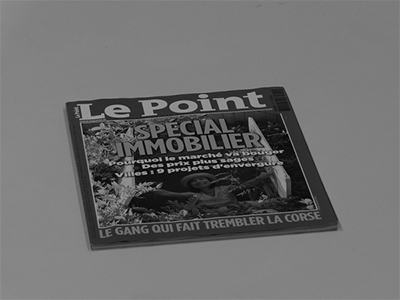 Le Point
SPÉCIAL
IMMOBILIER
Pourquoi le marché va bouger
Des prix plus sages
Villes : 9 projets d'envergure
LE GANG QUI FAIT TREMBLER LA CORSE